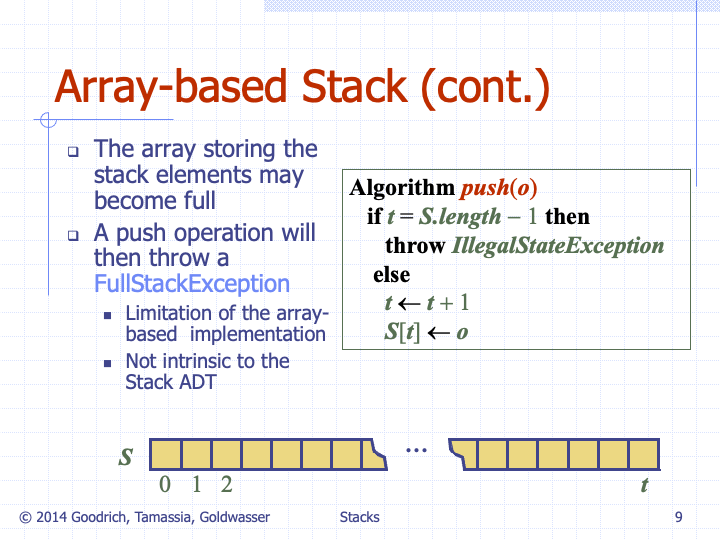 Array-based Stack (cont.)
The array storing the
stack elements may
become full
A push operation will
then throw a
FullStackException
Limitation of the array-
based implementation
Not intrinsic to the
Stack ADT
Algorithm push(o)
if t = S.length – 1 then
throw IllegalStateException
else
t ← t + 1
S[t] ← o
S
…
0 1 2 t
© 2014 Goodrich, Tamassia, Goldwasser Stacks 9